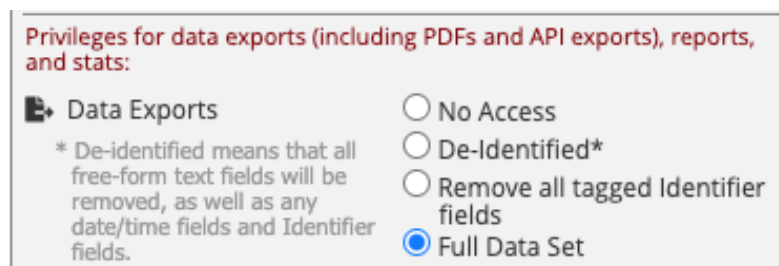 Privileges for data exports (including PDFs and API exports), reports,
and stats:
Data Exports
* De-identified means that all
free-form text fields will be
removed, as well as any
date/time fields and Identifier
fields.
No Access
De-Identified*
Remove all tagged Identifier
fields
Full Data Set